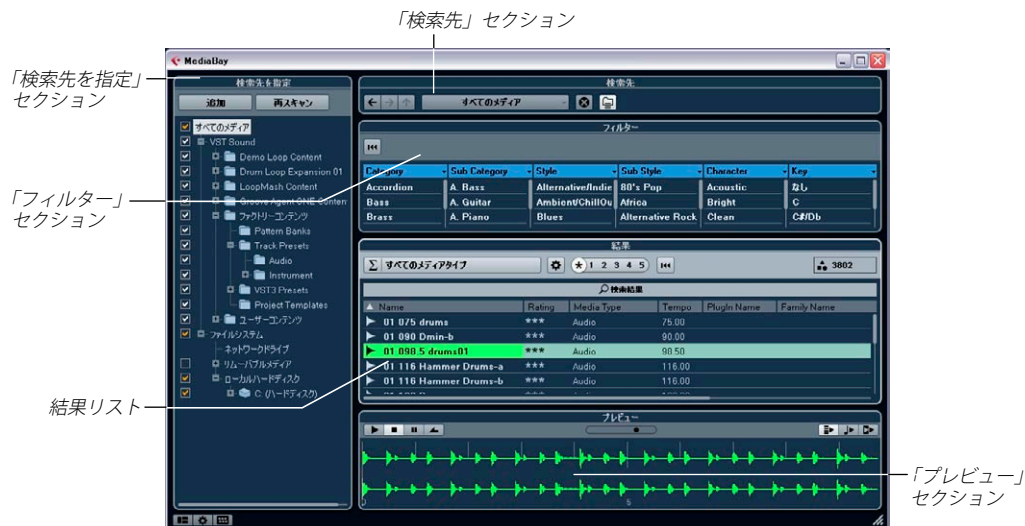 「検索先」セクション
「検索先を指定」
セクション
「フィルター」
セクション
結果リスト
「プレビュー」
セクション
MediaBay
検索先を指定
追加 再スキャン
すべてのメディア
VST Sound
Demo Loop Content
Drum Loop Expansion 01
LoopMash Content
Groove Agent ONE Conten
ファクトリーコンテンツ
Pattern Banks
Track Presets
Audio
Instrument
VST3 Presets
Project Templates
ユーザーコンテンツ
ファイルシステム
ネットワークドライブ
リムーバブルメディア
ローカルハードディスク
C: (ハードディスク)
検索先
すべてのメディア
フィルター
Category Sub Category Style Sub Style Character Key
Accordion A. Bass Alternative/Indie 80's Pop Acoustic なし
Bass A. Guitar Ambient/ChillOu Africa Bright C
Brass A. Piano Blues Alternative Rock Clean C#/Db
結果
すべてのメディアタイプ 1 2 3 4 5 3802
検索結果
Name Rating Media Type Tempo PlugIn Name Family Name
01 075 drums *** Audio 75.00
01 090 Dmin-b *** Audio 90.00
01 098.5 drums01 *** Audio 98.50
01 116 Hammer Drums-a *** Audio 116.00
01 116 Hammer Drums-b *** Audio 116.00
プレビュー
0 5